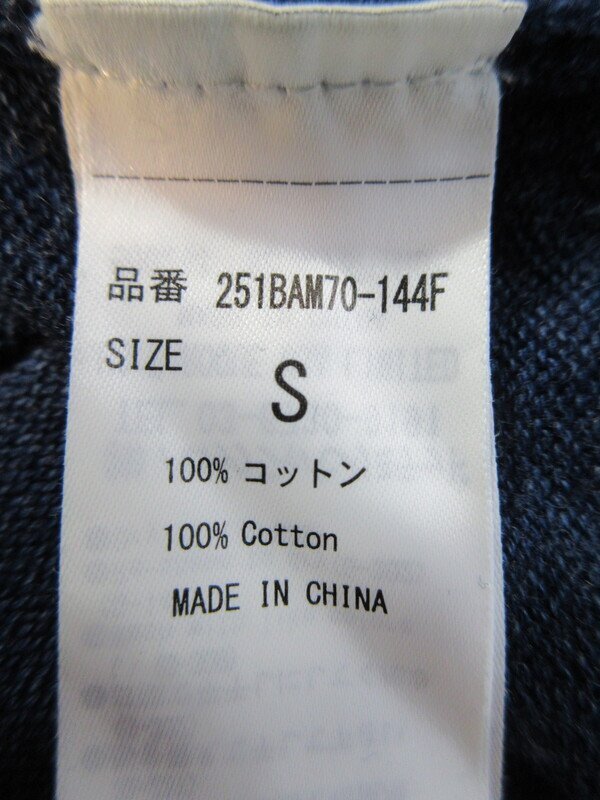 品番 251BAM70-144F
SIZE
S
100% コットン
100% Cotton
MADE IN CHINA